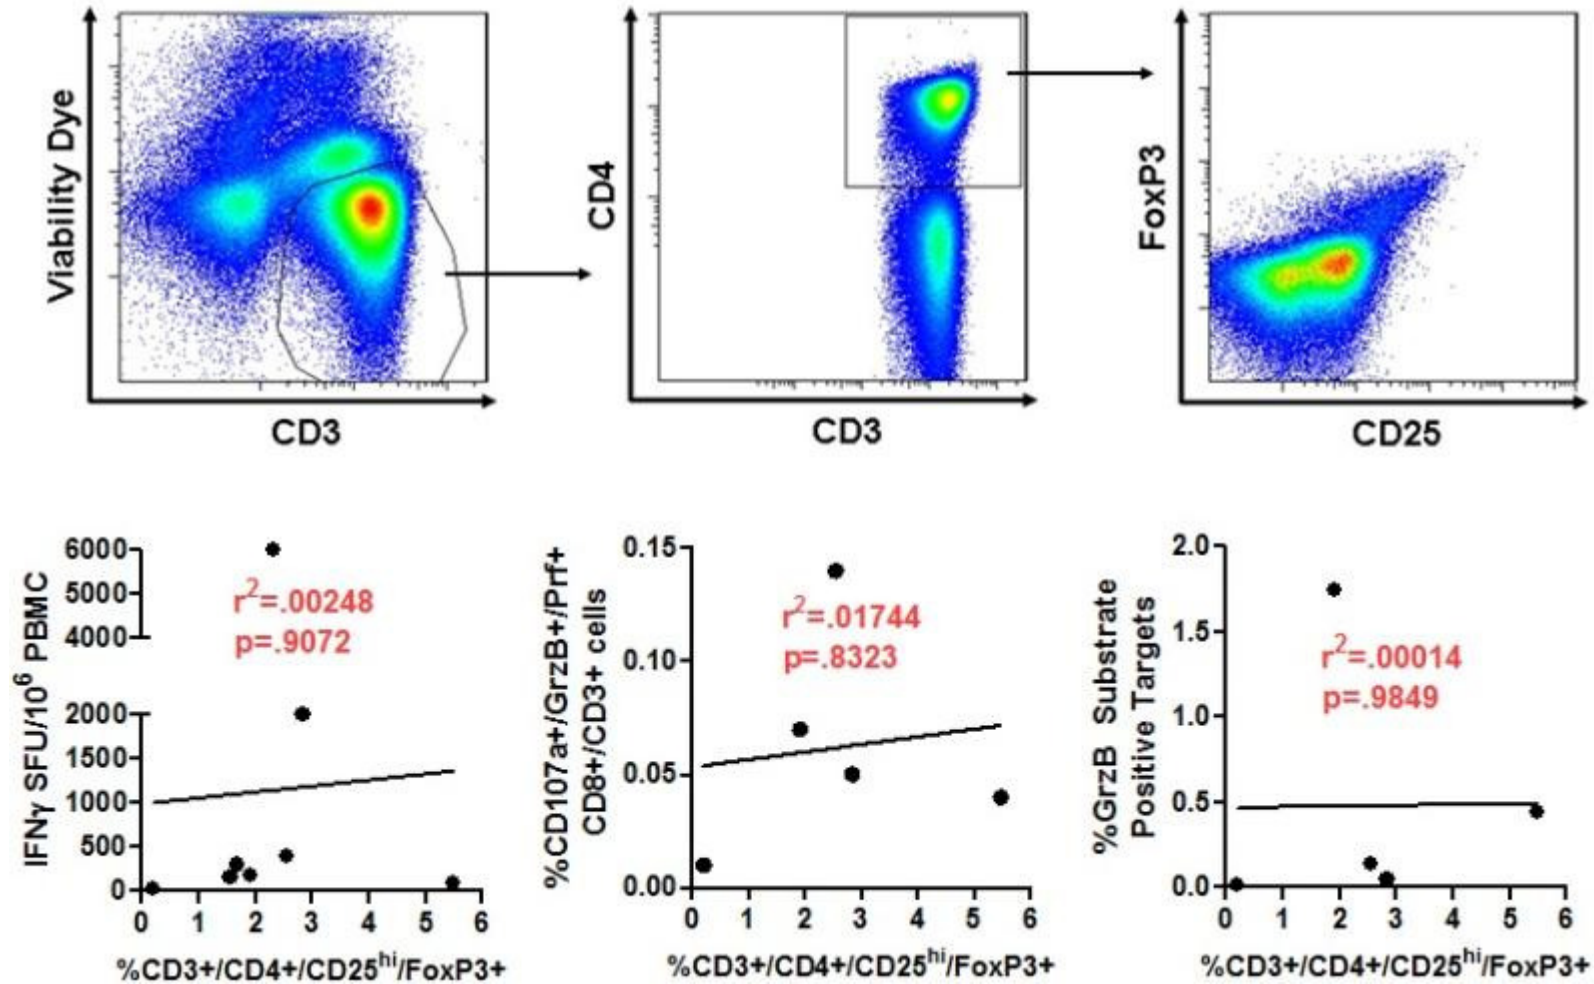 Viability Dye
CD3
CD4
CD3
FoxP3
CD25
IFNγ SFU/10⁶ PBMC
6000
5000
4000
2000
1500
1000
500
0
r²=.00248
p=.9072
0 1 2 3 4 5 6
%CD3+/CD4+/CD25ʰⁱ/FoxP3+
%CD107a+/GrzB+/Prf+
CD8+/CD3+ cells
0.15
0.10
0.05
0.00
r²=.01744
p=.8323
0 1 2 3 4 5 6
%CD3+/CD4+/CD25ʰⁱ/FoxP3+
%GrzB Substrate
Positive Targets
2.0
1.5
1.0
0.5
0.0
r²=.00014
p=.9849
0 1 2 3 4 5 6
%CD3+/CD4+/CD25ʰⁱ/FoxP3+